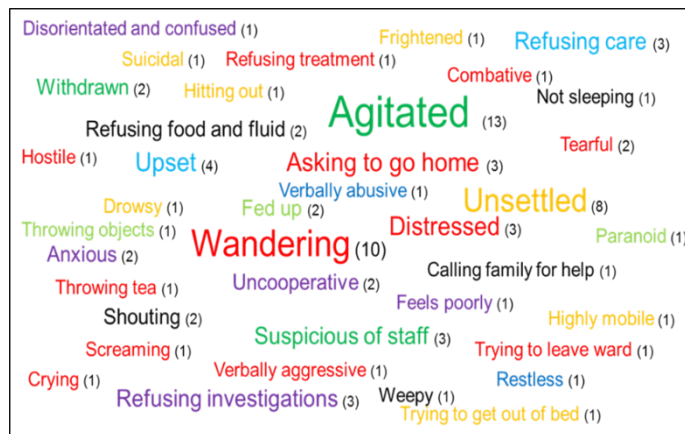 Disorientated and confused (1)
Frightened (1)
Refusing care (3)
Suicidal (1)
Refusing treatment (1)
Combative (1)
Withdrawn (2)
Hitting out (1)
Agitated (13)
Not sleeping (1)
Refusing food and fluid (2)
Tearful (2)
Hostile (1)
Upset (4)
Asking to go home (3)
Verbally abusive (1)
Unsettled (8)
Drowsy (1)
Fed up (2)
Throwing objects (1)
Wandering (10)
Distressed (3)
Paranoid (1)
Anxious (2)
Calling family for help (1)
Throwing tea (1)
Uncooperative (2)
Feels poorly (1)
Highly mobile (1)
Shouting (2)
Suspicious of staff (3)
Screaming (1)
Trying to leave ward (1)
Verbally aggressive (1)
Crying (1)
Restless (1)
Refusing investigations (3)
Weepy (1)
Trying to get out of bed (1)